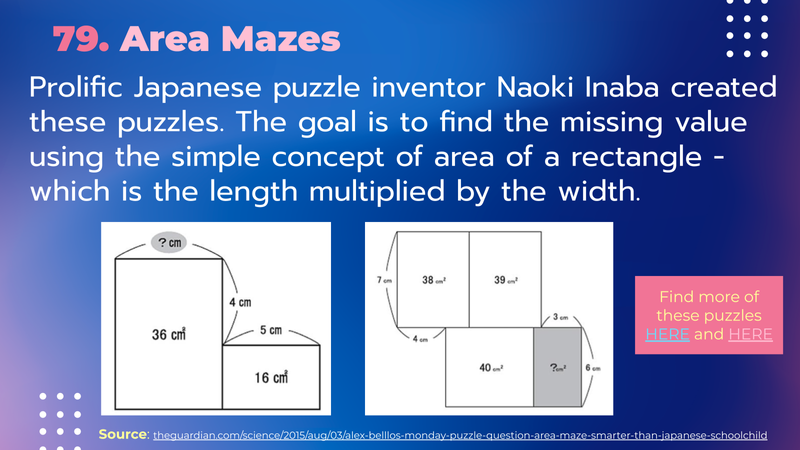 79. Area Mazes
Prolific Japanese puzzle inventor Naoki Inaba created
these puzzles. The goal is to find the missing value
using the simple concept of area of a rectangle -
which is the length multiplied by the width.
? cm
4 cm
36 cm²
5 cm
16 cm²
7 cm
38 cm²
39 cm²
3 cm
4 cm
40 cm²
?cm²
6 cm
Find more of
these puzzles
HERE and HERE
Source: theguardian.com/science/2015/aug/03/alex-belllos-monday-puzzle-question-area-maze-smarter-than-japanese-schoolchild